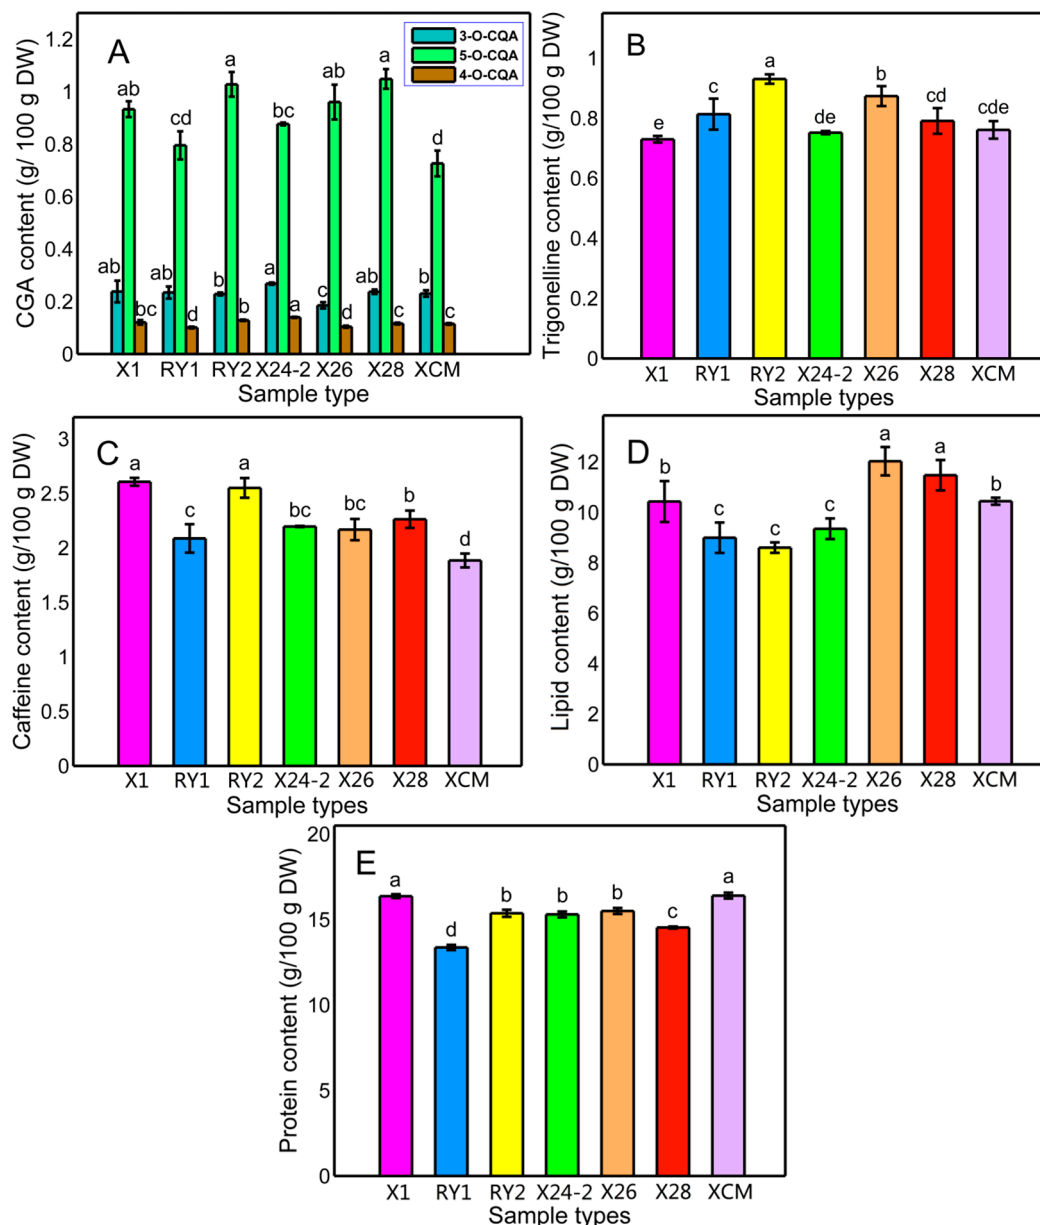 A
3-O-CQA
5-O-CQA
4-O-CQA
CGA content (g/ 100 g DW)
1.2
1
0.8
0.6
0.4
0.2
0
ab ab bc
ab cd d
b a b
a bc a
c ab d
ab a c
b d c
X1 RY1 RY2 X24-2 X26 X28 XCM
Sample type
B
Trigonelline content (g/100 g DW)
1
0.8
0.6
0.4
0.2
0
e c a de b cd cde
X1 RY1 RY2 X24-2 X26 X28 XCM
Sample types
C
Caffeine content (g/100 g DW)
3
2.5
2
1.5
1
0.5
0
a c a bc bc b d
X1 RY1 RY2 X24-2 X26 X28 XCM
Sample types
D
Lipid content (g/100 g DW)
12
10
8
6
4
2
0
b c c c a a b
X1 RY1 RY2 X24-2 X26 X28 XCM
Sample types
E
Protein content (g/100 g DW)
20
15
10
5
0
a d b b b c a
X1 RY1 RY2 X24-2 X26 X28 XCM
Sample types